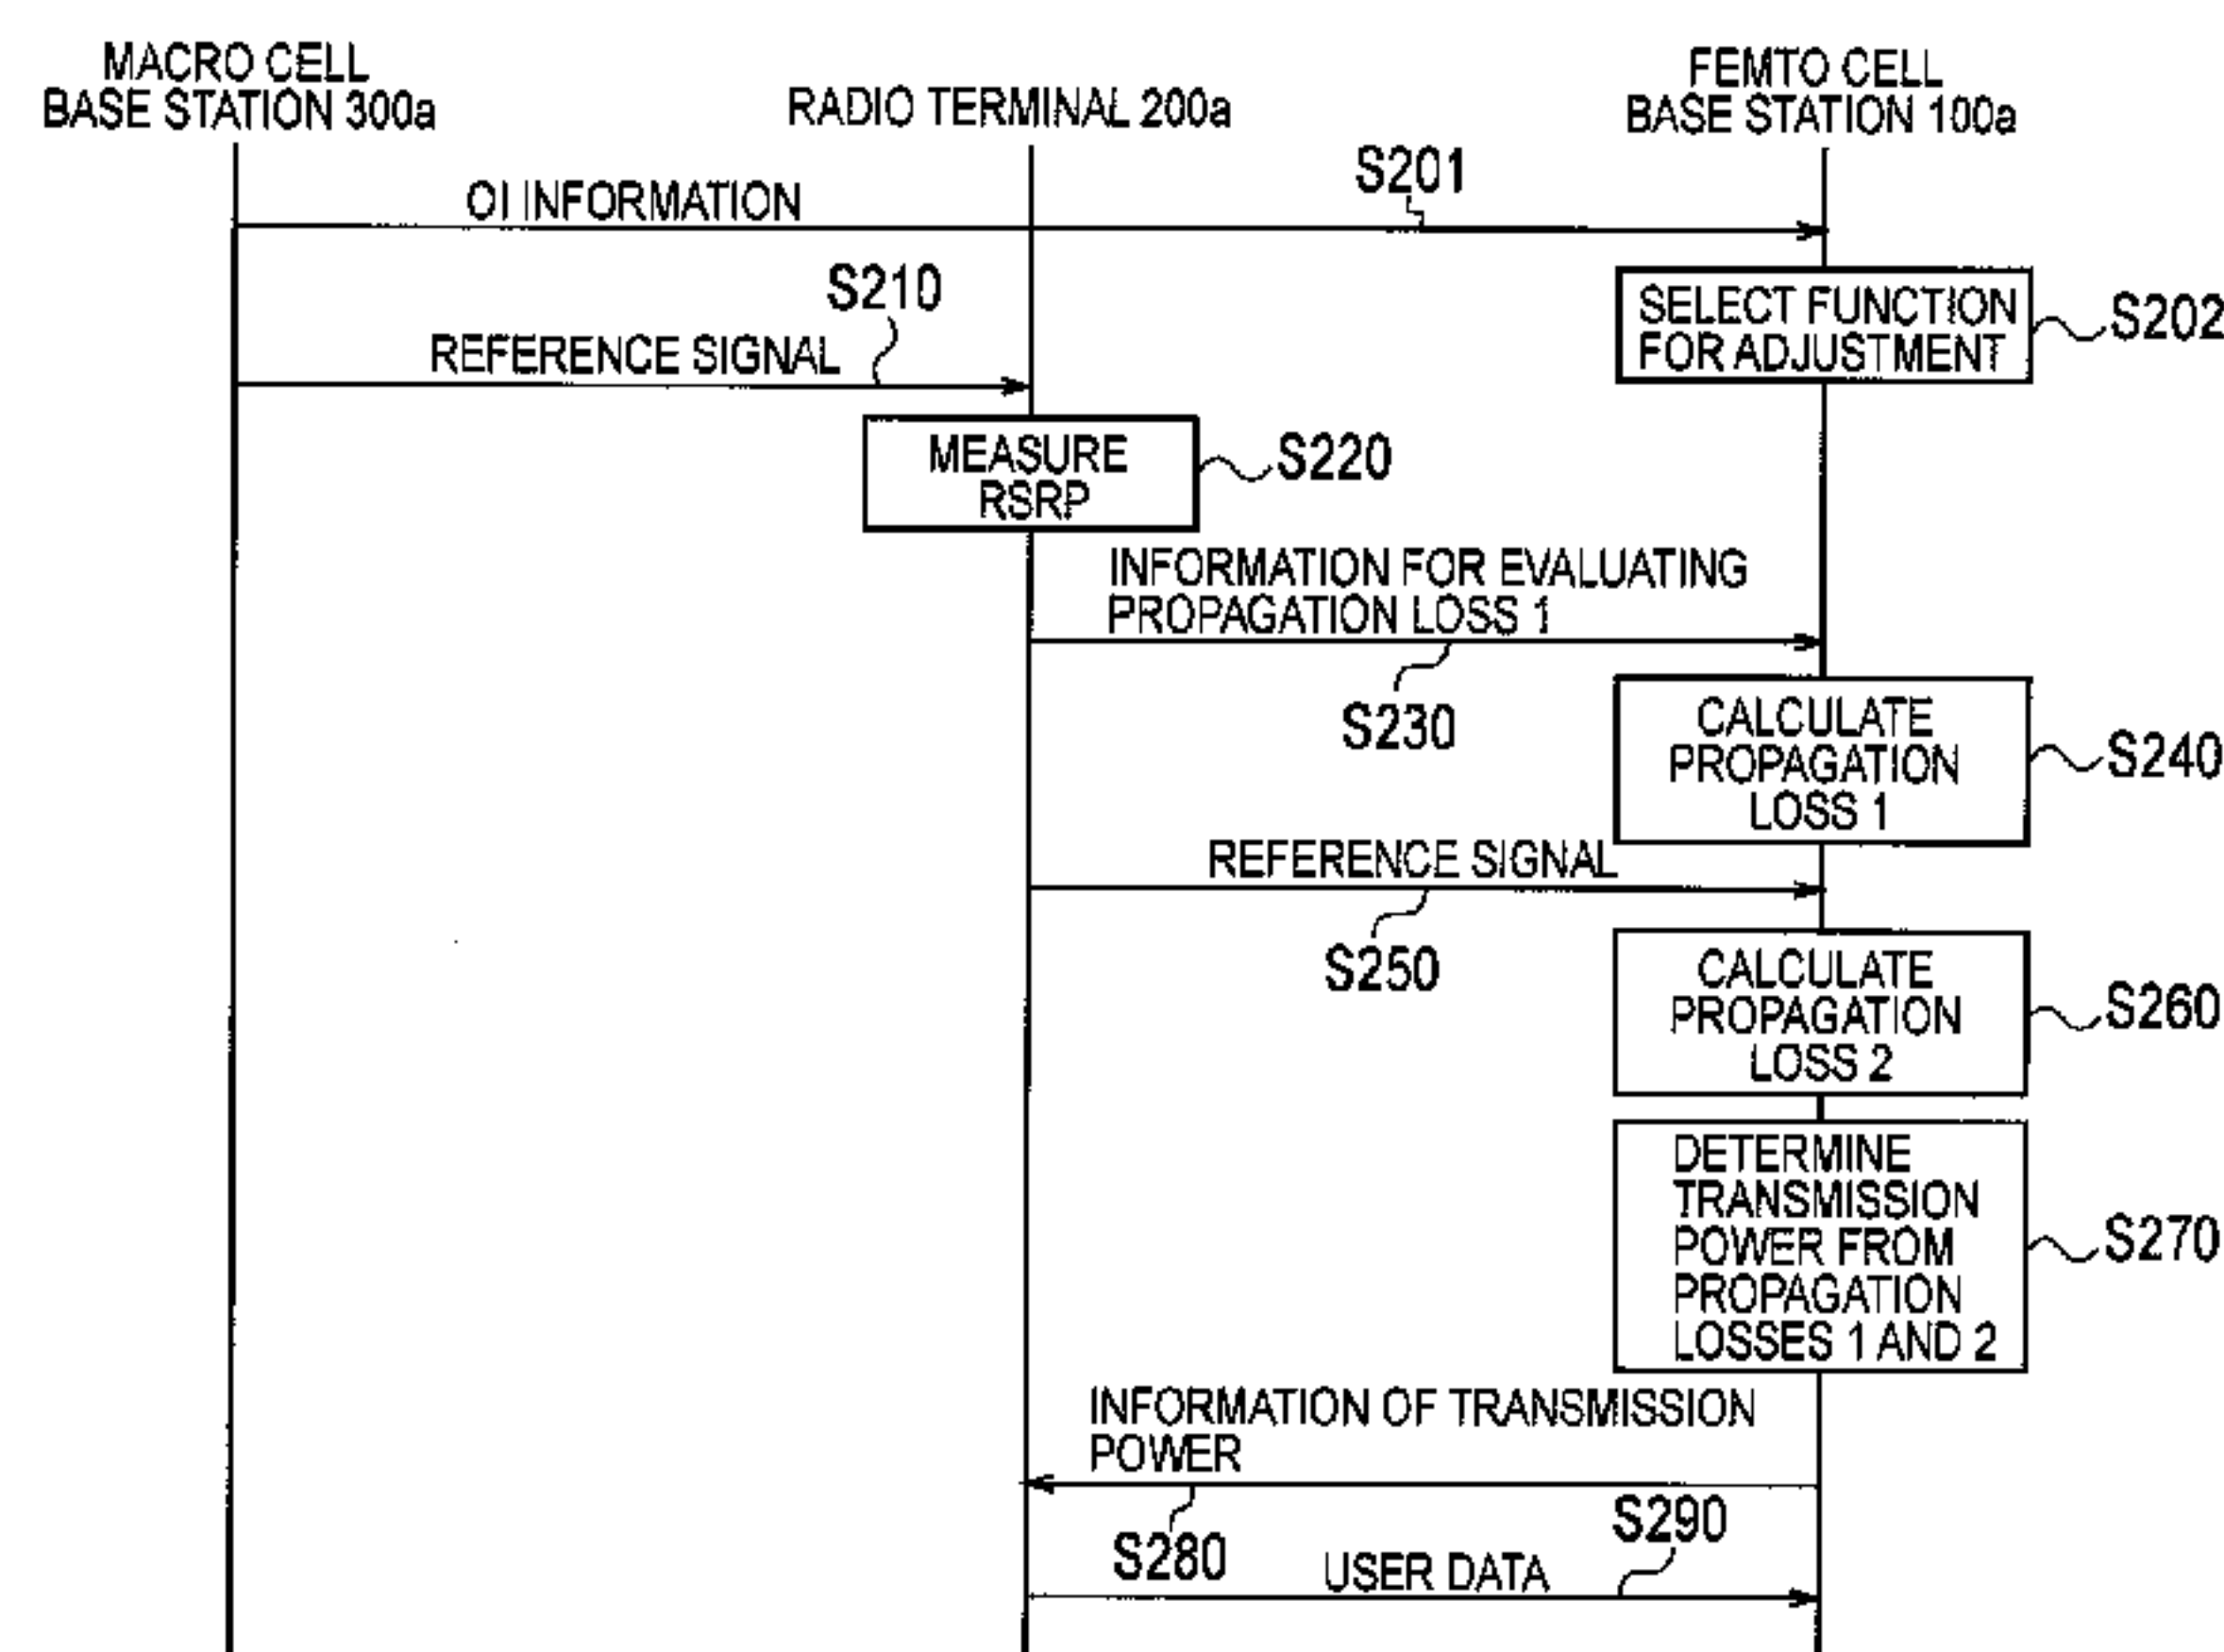 MACRO CELL
BASE STATION 300a
RADIO TERMINAL 200a
FEMTO CELL
BASE STATION 100a
OI INFORMATION
S201
SELECT FUNCTION
FOR ADJUSTMENT
S202
S210
REFERENCE SIGNAL
MEASURE
RSRP
S220
INFORMATION FOR EVALUATING
PROPAGATION LOSS 1
S230
CALCULATE
PROPAGATION
LOSS 1
S240
REFERENCE SIGNAL
S250
CALCULATE
PROPAGATION
LOSS 2
S260
DETERMINE
TRANSMISSION
POWER FROM
PROPAGATION
LOSSES 1 AND 2
S270
INFORMATION OF TRANSMISSION
POWER
S280
S290
USER DATA